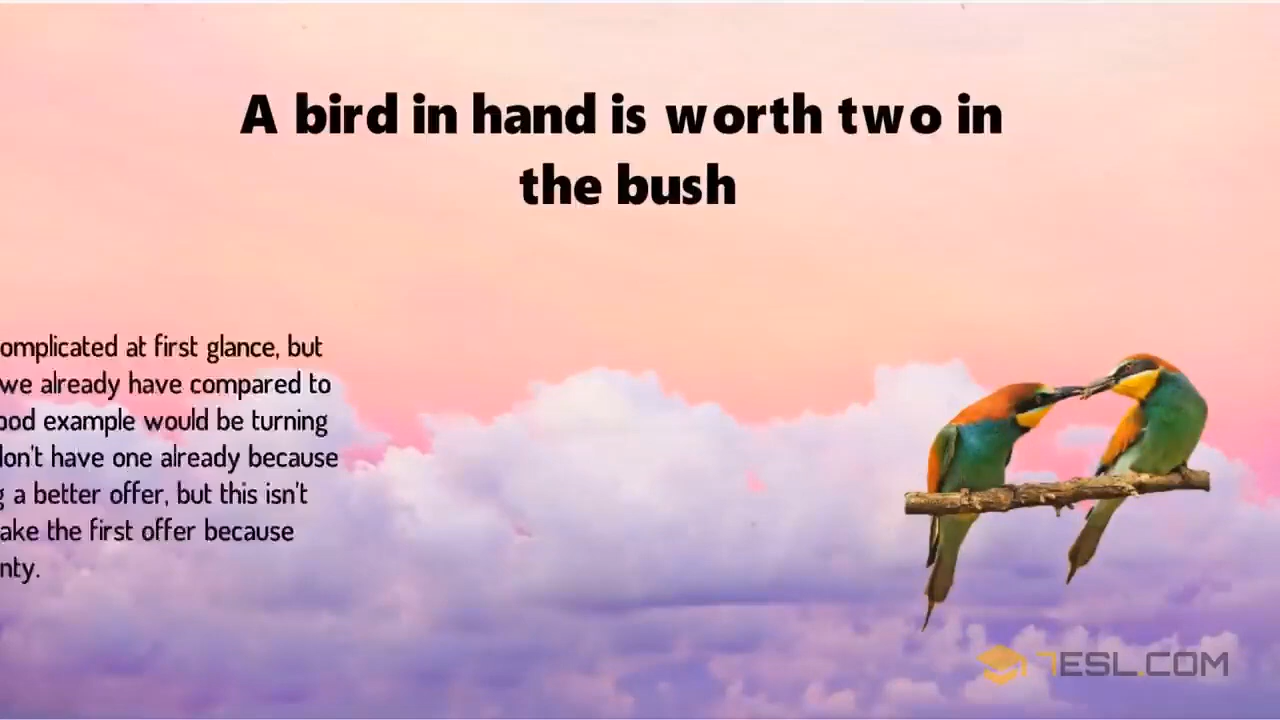 A bird in hand is worth two in
the bush
omplicated at first glance, but
we already have compared to
ood example would be turning
don't have one already because
g a better offer, but this isn't
ake the first offer because
nty.
7ESL.COM